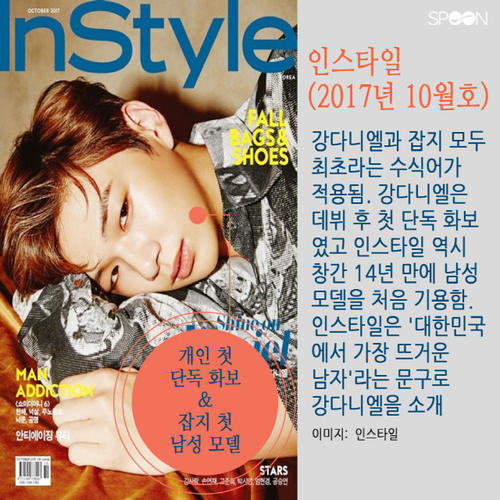 OCTOBER 2017
InStyle
KOREA
FALL
BAGS&
SHOES
Shine on
MAN
ADDICTION
안티에이징 뷰티
STARS
개인 첫
단독 화보
&
잡지 첫
남성 모델
SPOON
인스타일
(2017년 10월호)
강다니엘과 잡지 모두
최초라는 수식어가
적용됨. 강다니엘은
데뷔 후 첫 단독 화보
였고 인스타일 역시
창간 14년 만에 남성
모델을 처음 기용함.
인스타일은 '대한민국
에서 가장 뜨거운
남자'라는 문구로
강다니엘을 소개
이미지: 인스타일